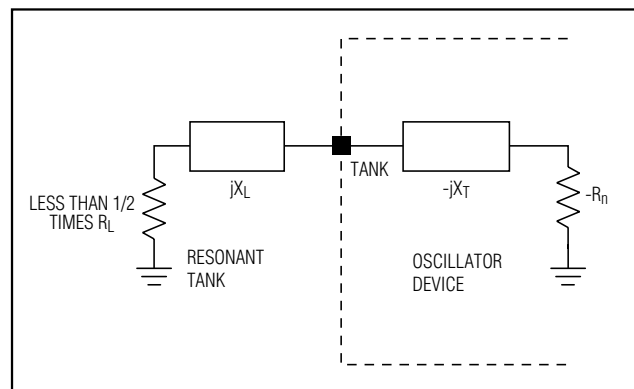 jXL
TANK
-jXT
-Rn
LESS THAN 1/2
TIMES RL
RESONANT
TANK
OSCILLATOR
DEVICE